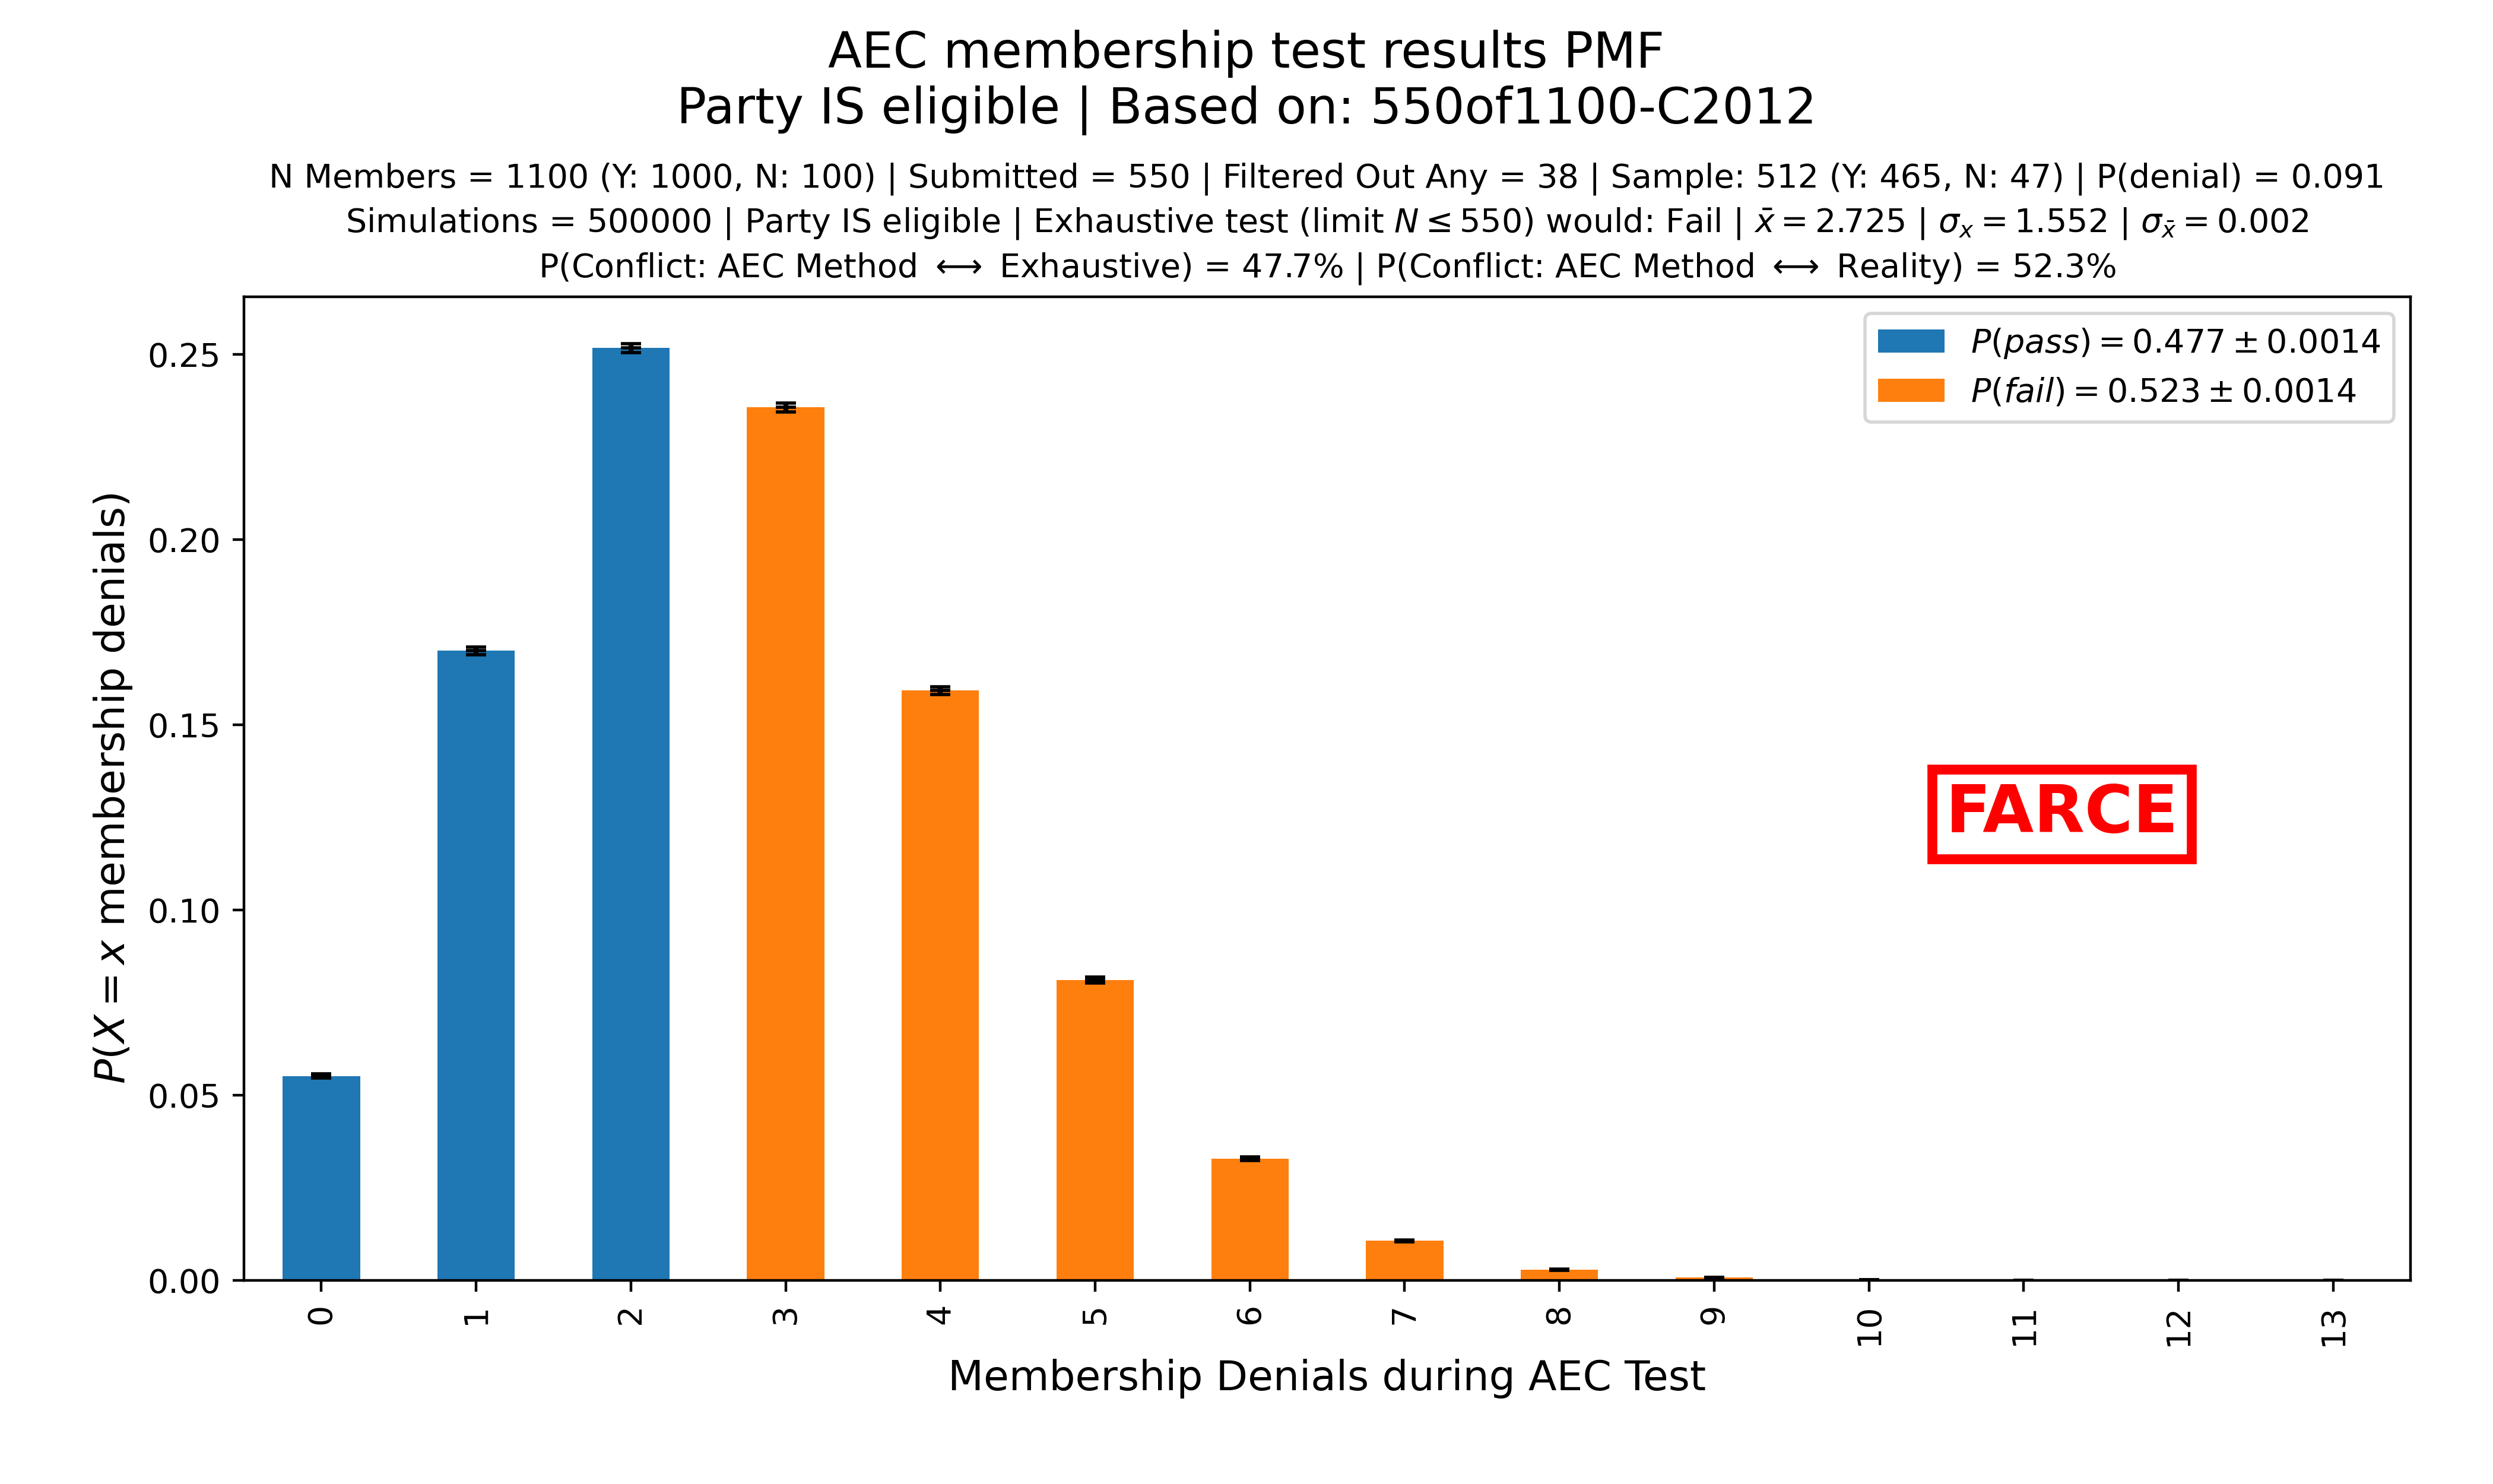 AEC membership test results PMF
Party IS eligible | Based on: 550of1100-C2012
N Members = 1100 (Y: 1000, N: 100) | Submitted = 550 | Filtered Out Any = 38 | Sample: 512 (Y: 465, N: 47) | P(denial) = 0.091
Simulations = 500000 | Party IS eligible | Exhaustive test (limit N ≤ 550) would: Fail | x̄ = 2.725 | σₓ = 1.552 | σ_x̄ = 0.002
P(Conflict: AEC Method ⟷ Exhaustive) = 47.7% | P(Conflict: AEC Method ⟷ Reality) = 52.3%
P(pass) = 0.477 ± 0.0014
P(fail) = 0.523 ± 0.0014
P(X = x membership denials)
0.25
0.20
0.15
0.10
0.05
0.00
FARCE
0 1 2 3 4 5 6 7 8 9 10 11 12 13
Membership Denials during AEC Test